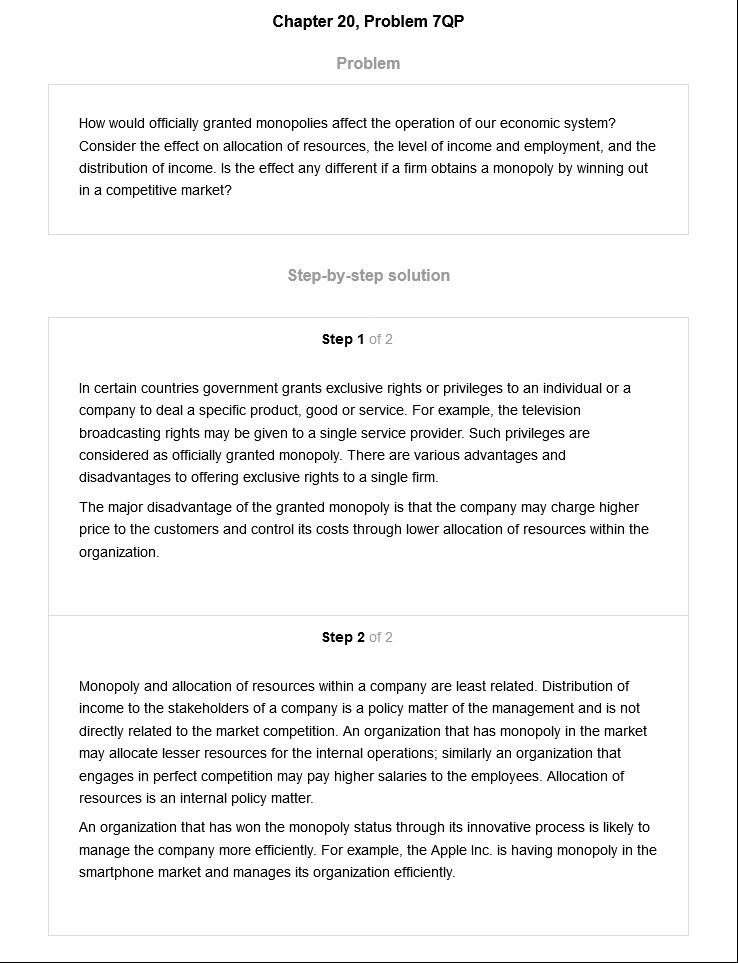 Chapter 20, Problem 7QP
Problem
How would officially granted monopolies affect the operation of our economic system?
Consider the effect on allocation of resources, the level of income and employment, and the
distribution of income. Is the effect any different if a firm obtains a monopoly by winning out
in a competitive market?
Step-by-step solution
Step 1 of 2
In certain countries government grants exclusive rights or privileges to an individual or a
company to deal a specific product, good or service. For example, the television
broadcasting rights may be given to a single service provider. Such privileges are
considered as officially granted monopoly. There are various advantages and
disadvantages to offering exclusive rights to a single firm.
The major disadvantage of the granted monopoly is that the company may charge higher
price to the customers and control its costs through lower allocation of resources within the
organization.
Step 2 of 2
Monopoly and allocation of resources within a company are least related. Distribution of
income to the stakeholders of a company is a policy matter of the management and is not
directly related to the market competition. An organization that has monopoly in the market
may allocate lesser resources for the internal operations; similarly an organization that
engages in perfect competition may pay higher salaries to the employees. Allocation of
resources is an internal policy matter.
An organization that has won the monopoly status through its innovative process is likely to
manage the company more efficiently. For example, the Apple Inc. is having monopoly in the
smartphone market and manages its organization efficiently.